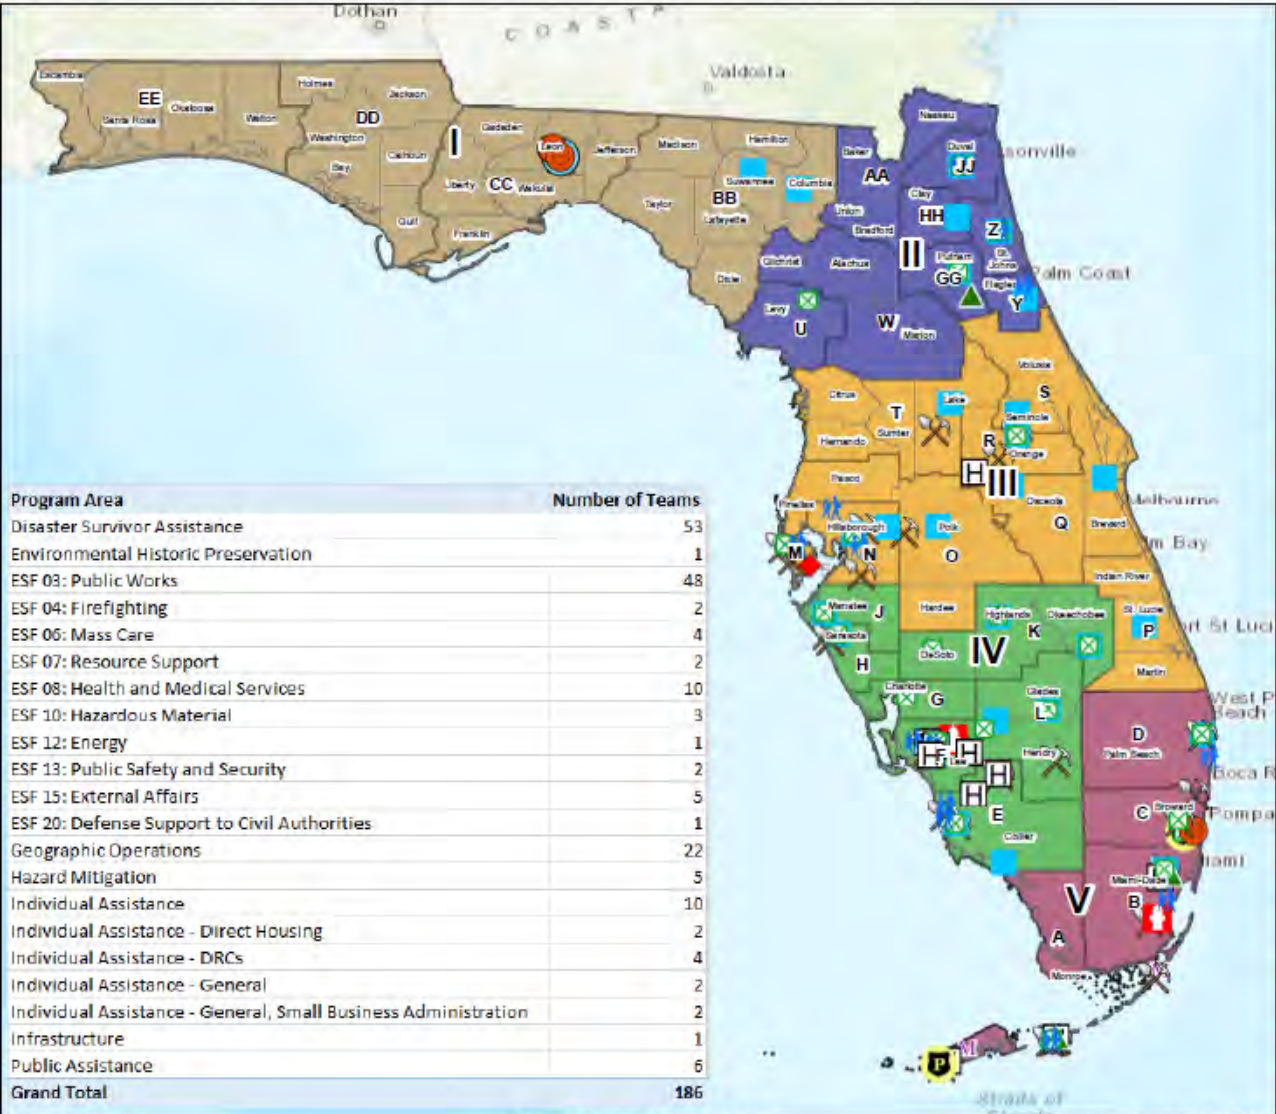 Dothan
COASTA
Valdosta
Escambia
EE
Santa Rosa
Okaloosa
Walton
Holmes
Jackson
DD
Washington
Bay
Calhoun
Gulf
I
Gadsden
Leon
Jefferson
Liberty
CC
Wakulla
Franklin
Madison
Hamilton
Suwannee
Columbia
BB
Taylor
Lafayette
Dixie
Nassau
Baker
Duval
JJ
sonville
AA
Clay
HH
Union
Bradford
Z
St.
Johns
II
Gilchrist
Alachua
Putnam
GG
Flagler
Palm Coast
Y
Levy
U
W
Marion
Volusia
Citrus
T
Lake
S
Seminole
Sumter
R
Orange
Hernando
H
III
Pasco
Osceola
Melbourne
Pinellas
Hillsborough
Polk
Q
Brevard
m Bay
M
N
O
Indian River
Manatee
J
Hardee
Highlands
Okeechobee
St. Lucie
P
ort St Luci
Sarasota
K
DeSoto
IV
H
Martin
Charlotte
G
Glades
L
West P
Beach
D
Palm Beach
H
F
Lee
H
Hendry
Boca R
H
H
E
C
Broward
Pompa
Collier
iami
Miami-Dade
V
B
A
Monroe
P
M
Straits of
Program Area Number of Teams
Disaster Survivor Assistance 53
Environmental Historic Preservation 1
ESF 03: Public Works 48
ESF 04: Firefighting 2
ESF 06: Mass Care 4
ESF 07: Resource Support 2
ESF 08: Health and Medical Services 10
ESF 10: Hazardous Material 3
ESF 12: Energy 1
ESF 13: Public Safety and Security 2
ESF 15: External Affairs 5
ESF 20: Defense Support to Civil Authorities 1
Geographic Operations 22
Hazard Mitigation 5
Individual Assistance 10
Individual Assistance - Direct Housing 2
Individual Assistance - DRCs 4
Individual Assistance - General 2
Individual Assistance - General, Small Business Administration 2
Infrastructure 1
Public Assistance 6
Grand Total 186